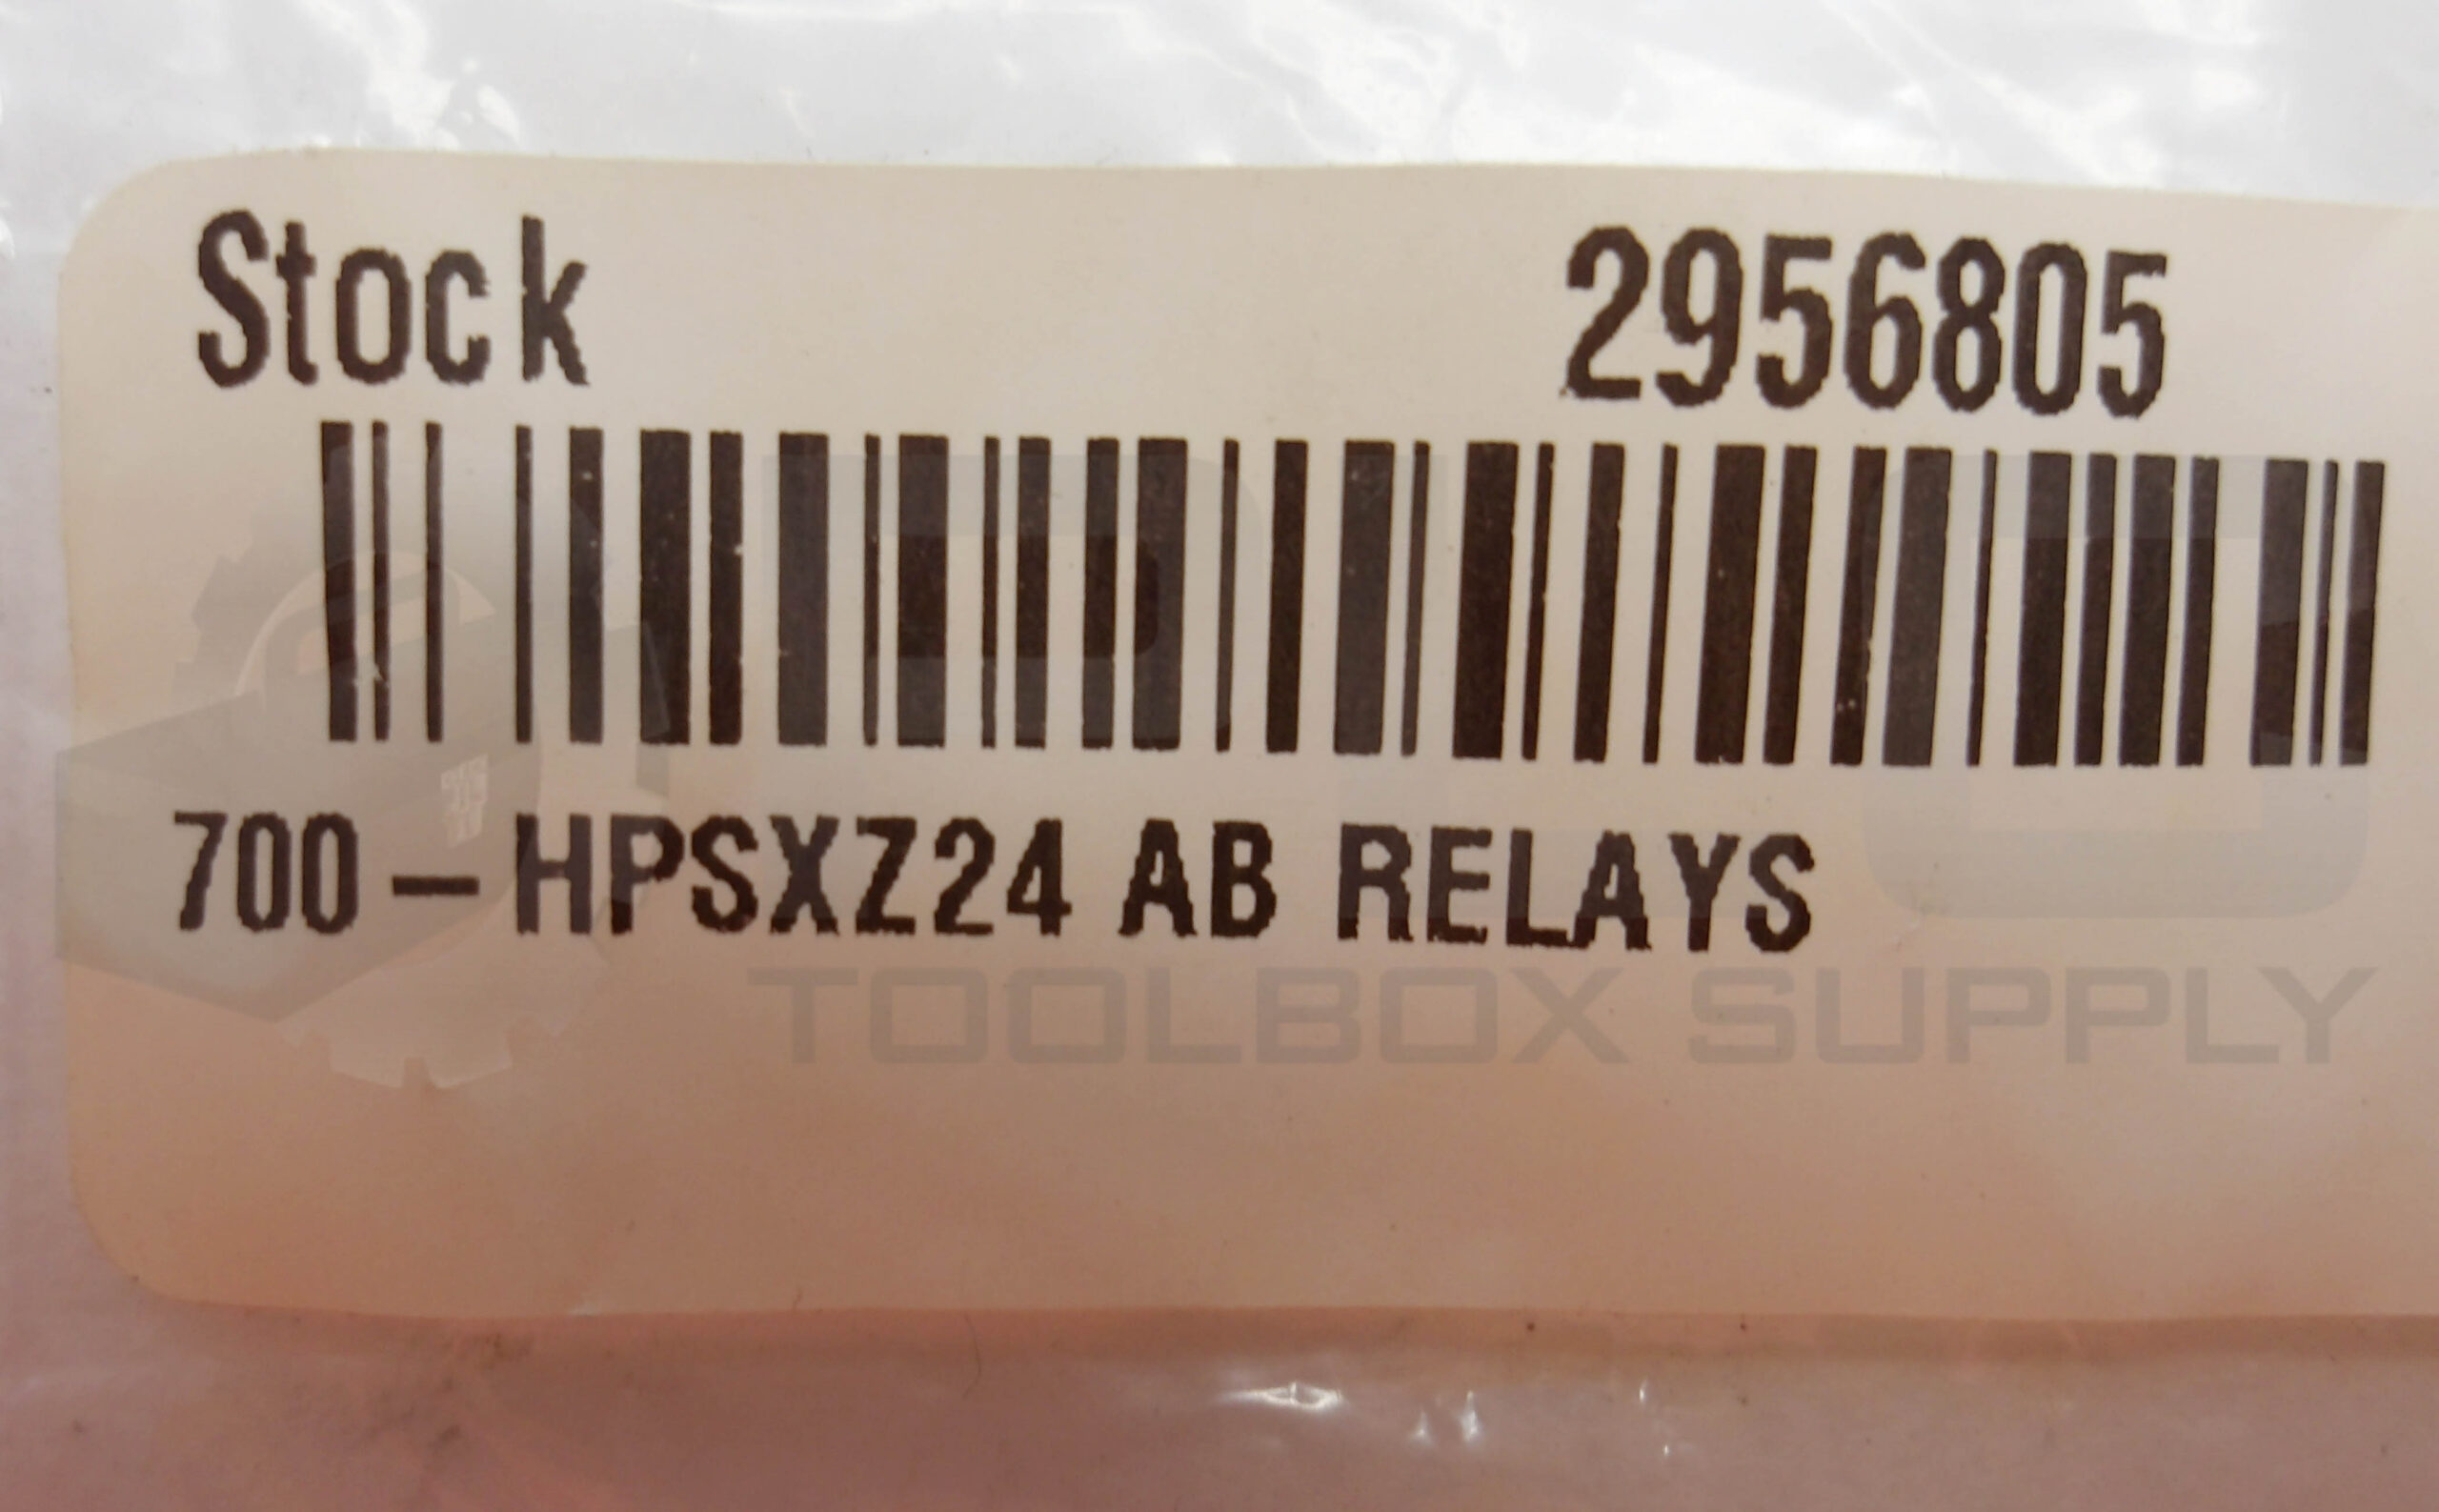 Stock 2956805
700-HPSXZ24 AB RELAYS
TOOLBOX SUPPLY